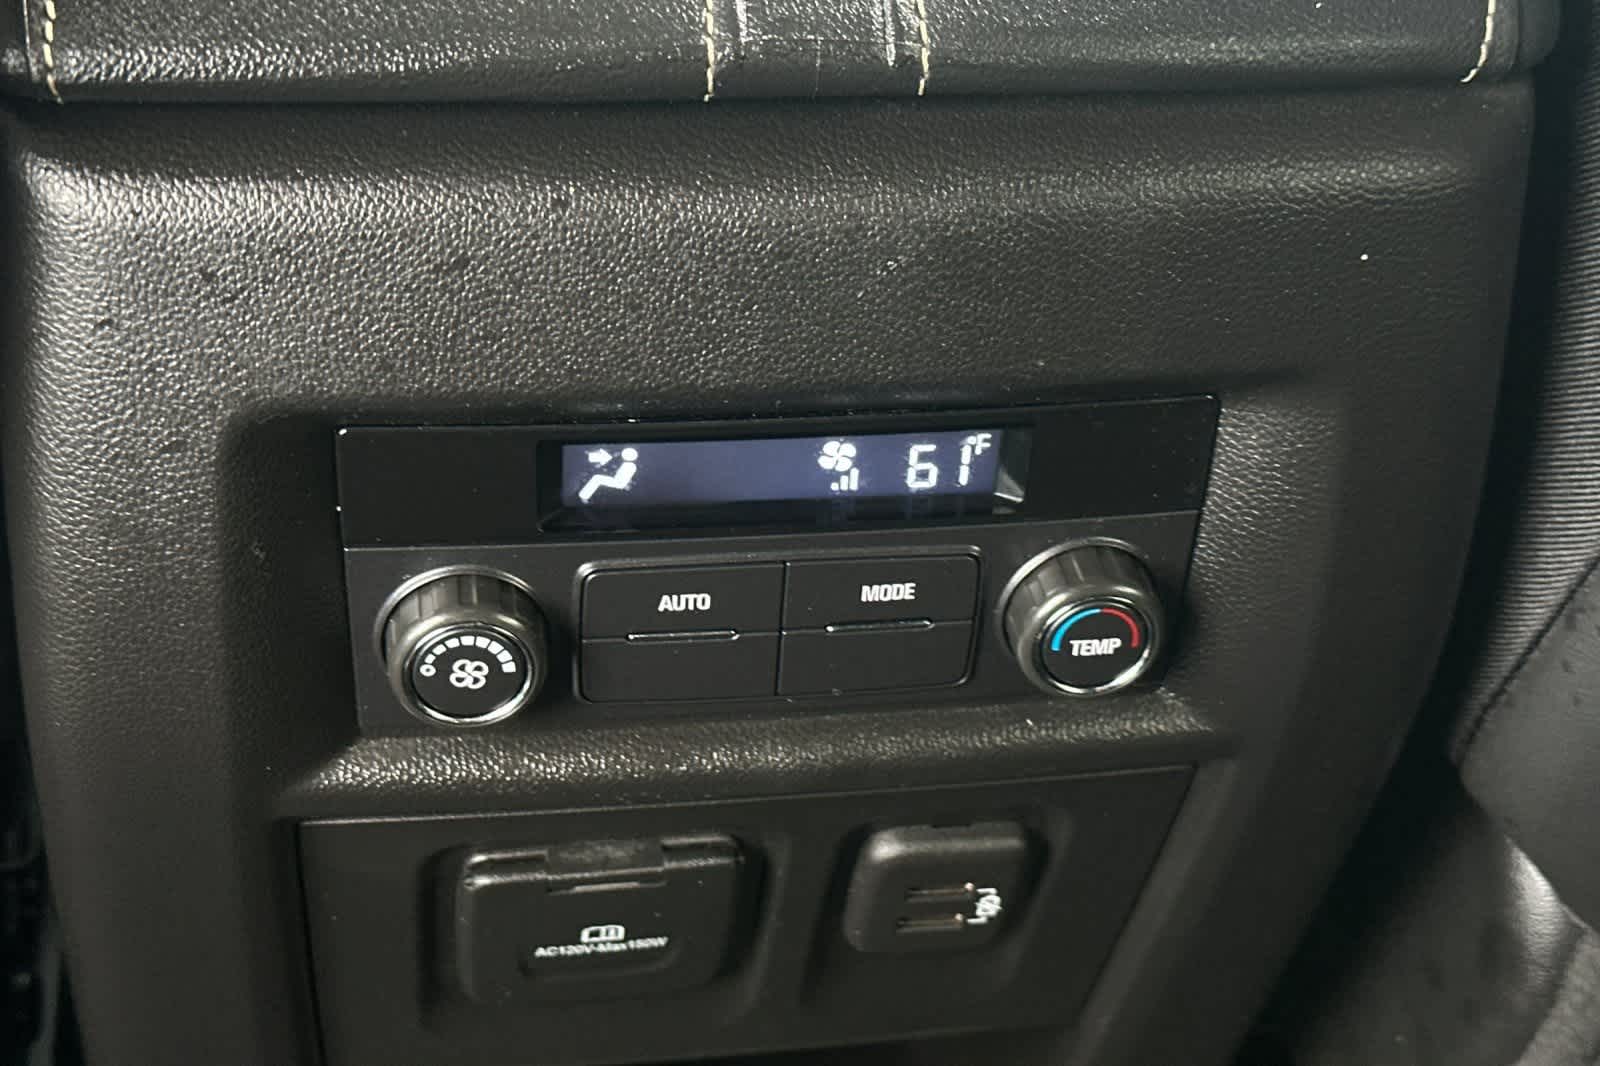 61°F
AUTO
MODE
TEMP
AC120V-Max150W